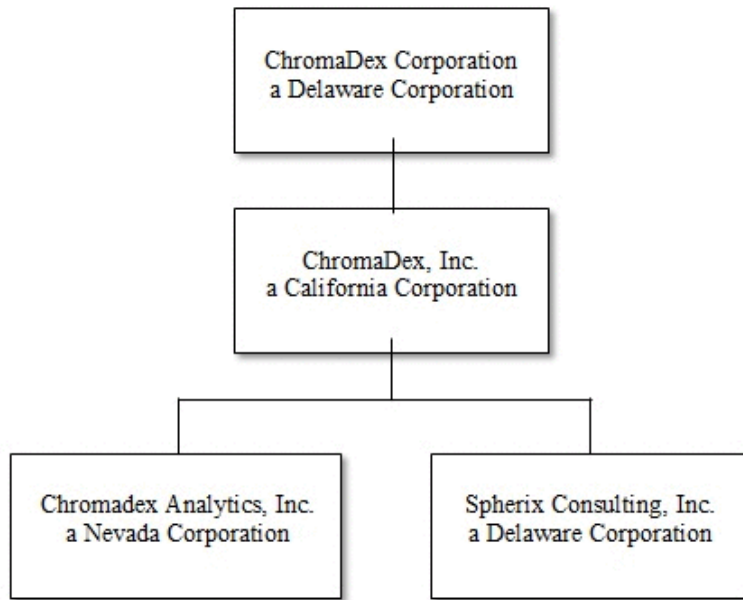 ChromaDex Corporation
a Delaware Corporation
ChromaDex, Inc.
a California Corporation
Chromadex Analytics, Inc.
a Nevada Corporation
Spherix Consulting, Inc.
a Delaware Corporation